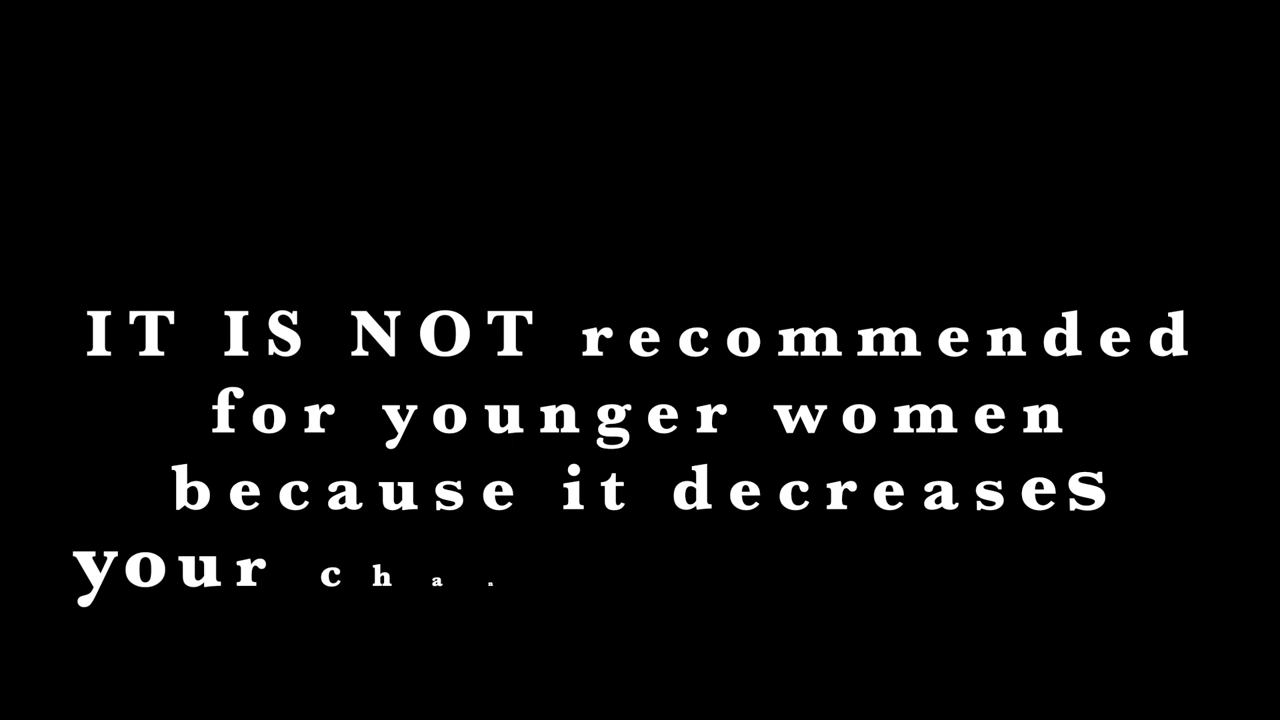 IT IS NOT recommended
for younger women
because it decreases
your cha